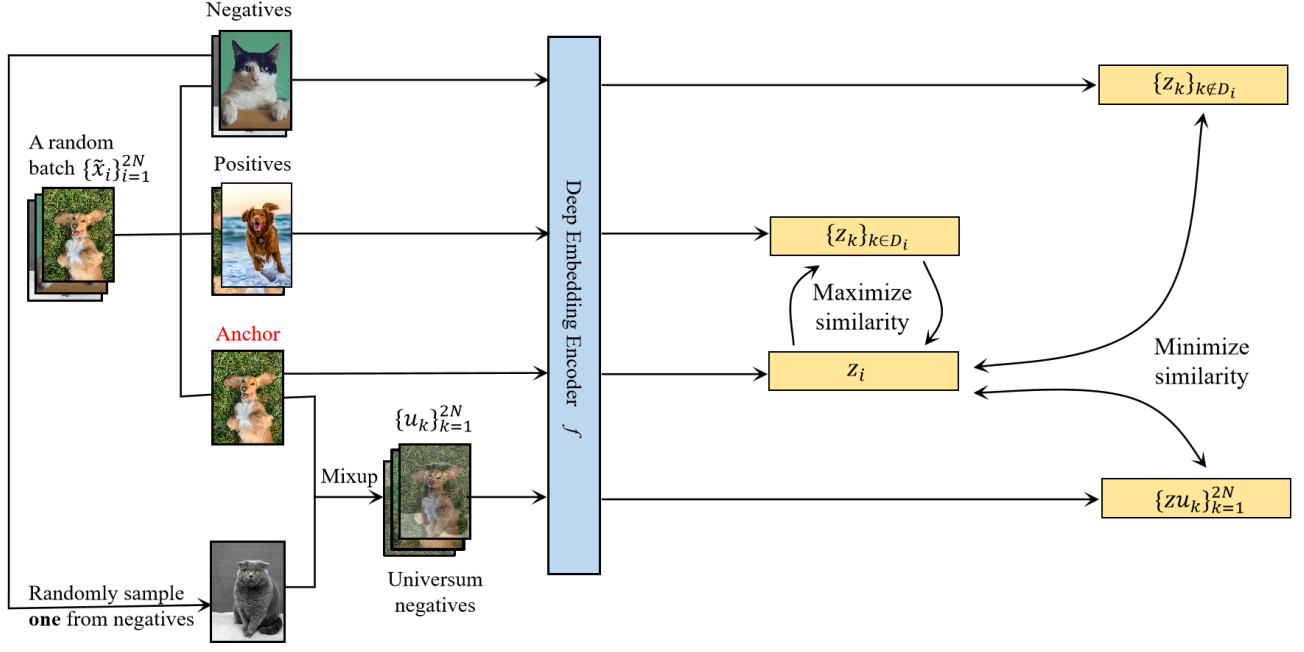 Negatives
{z_k}_{k∉D_i}
A random
batch {x̃_i}_{i=1}^{2N}
Positives
Deep Embedding Encoder f
{z_k}_{k∈D_i}
Maximize
similarity
Anchor
z_i
Minimize
similarity
{u_k}_{k=1}^{2N}
Mixup
{zu_k}_{k=1}^{2N}
Universum
negatives
Randomly sample
one from negatives